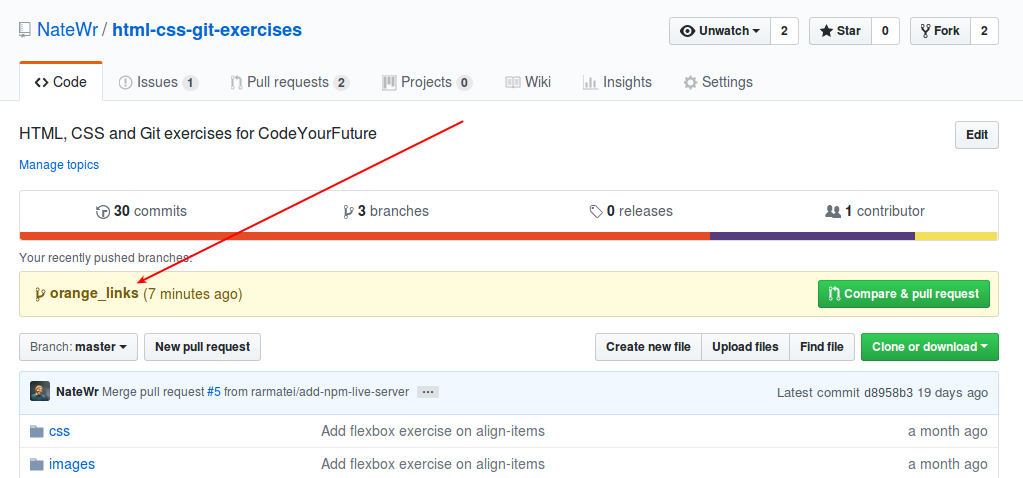 NateWr / html-css-git-exercises Unwatch 2 Star 0 Fork 2
Code Issues 1 Pull requests 2 Projects 0 Wiki Insights Settings
HTML, CSS and Git exercises for CodeYourFuture Edit
Manage topics
30 commits 3 branches 0 releases 1 contributor
Your recently pushed branches:
orange_links (7 minutes ago) Compare & pull request
Branch: master New pull request Create new file Upload files Find file Clone or download
NateWr Merge pull request #5 from rarmatei/add-npm-live-server ... Latest commit d8958b3 19 days ago
css Add flexbox exercise on align-items a month ago
images Add flexbox exercise on align-items a month ago